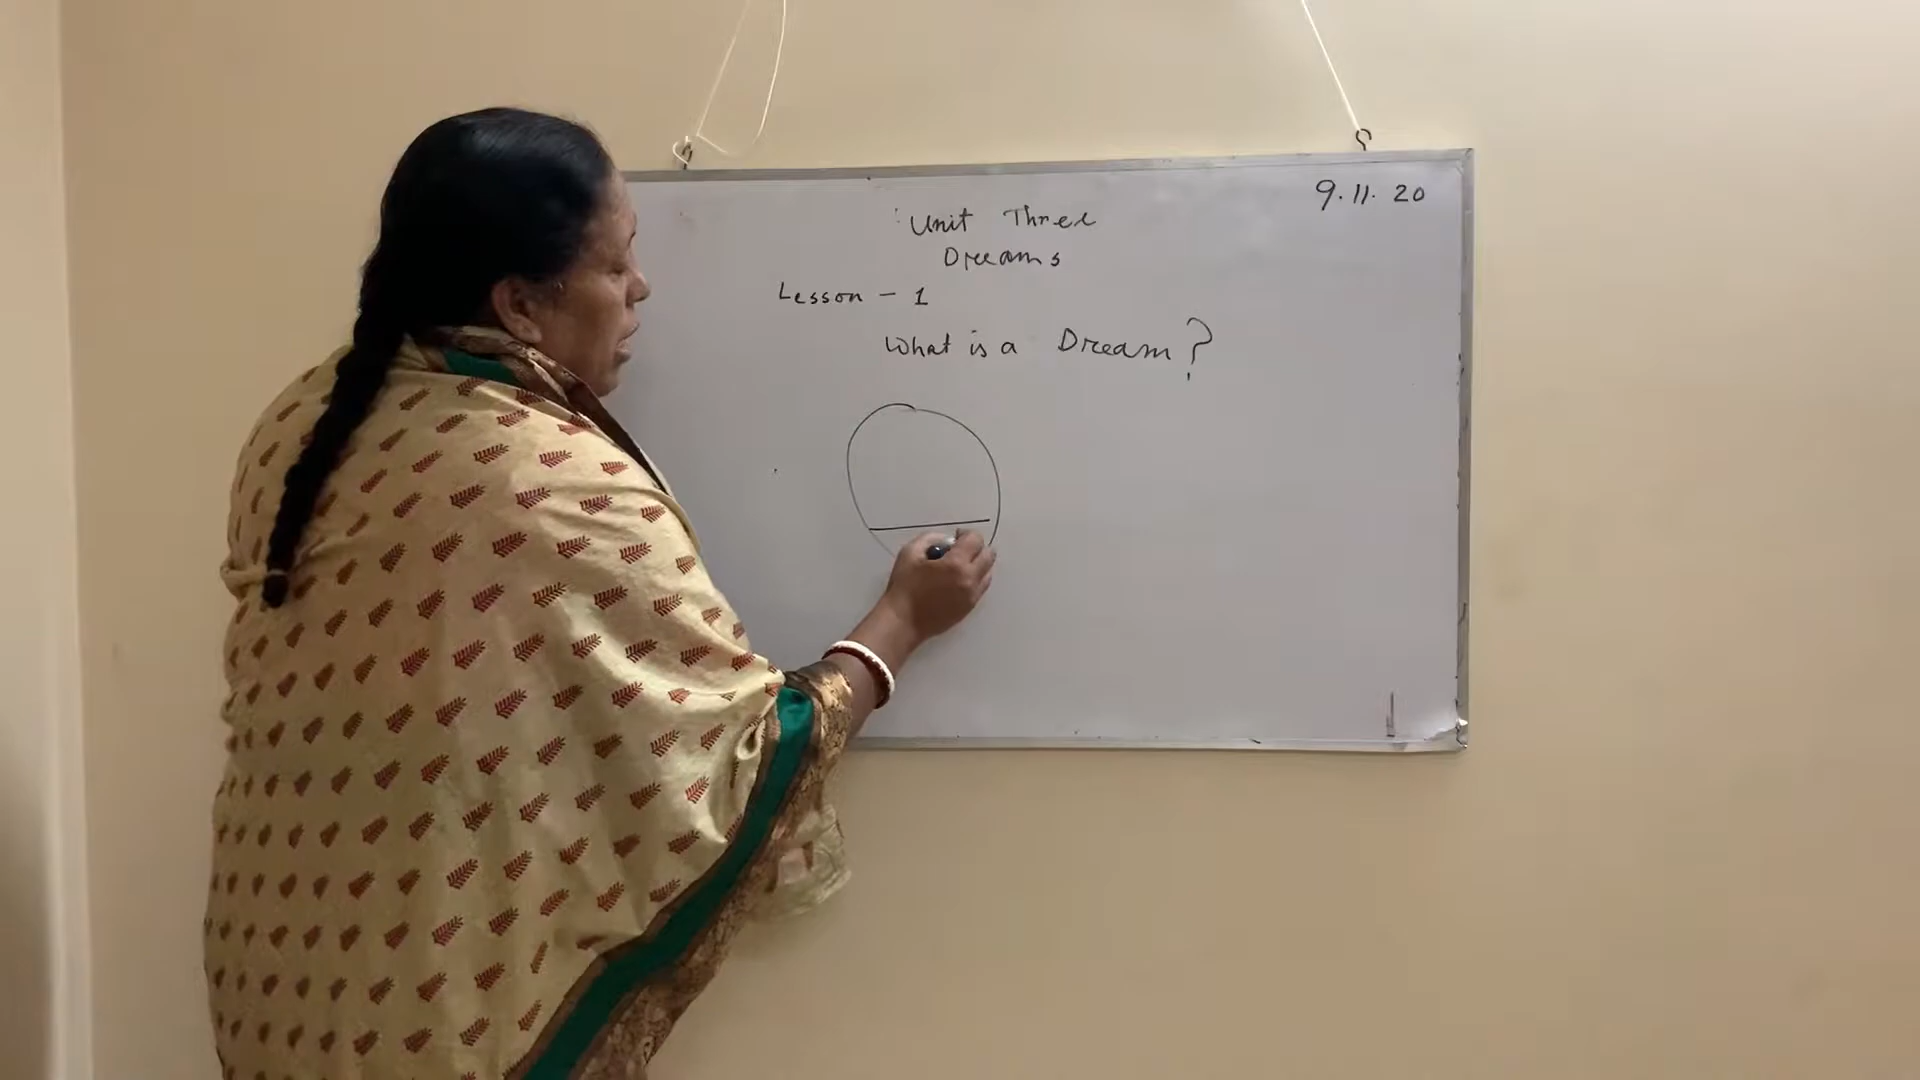 9.11.20
Unit Three
Dreams
Lesson - 1
What is a Dream?